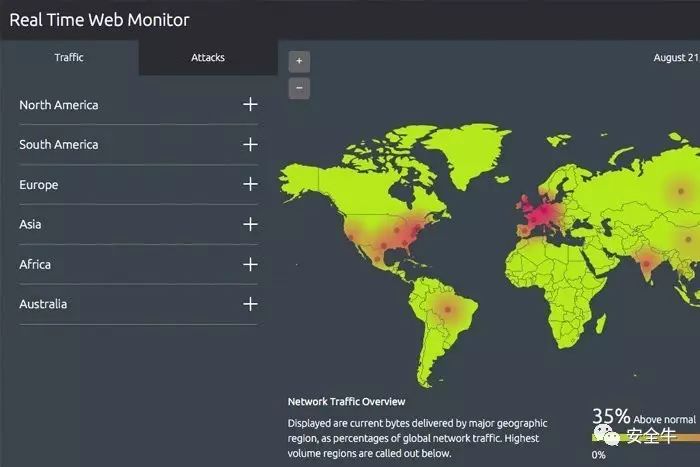 Real Time Web Monitor
Traffic
Attacks
+
−
August 21
North America +
South America +
Europe +
Asia +
Africa +
Australia +
Network Traffic Overview
Displayed are current bytes delivered by major geographic
region, as percentages of global network traffic. Highest
volume regions are called out below.
35% Above normal
安全牛
0%